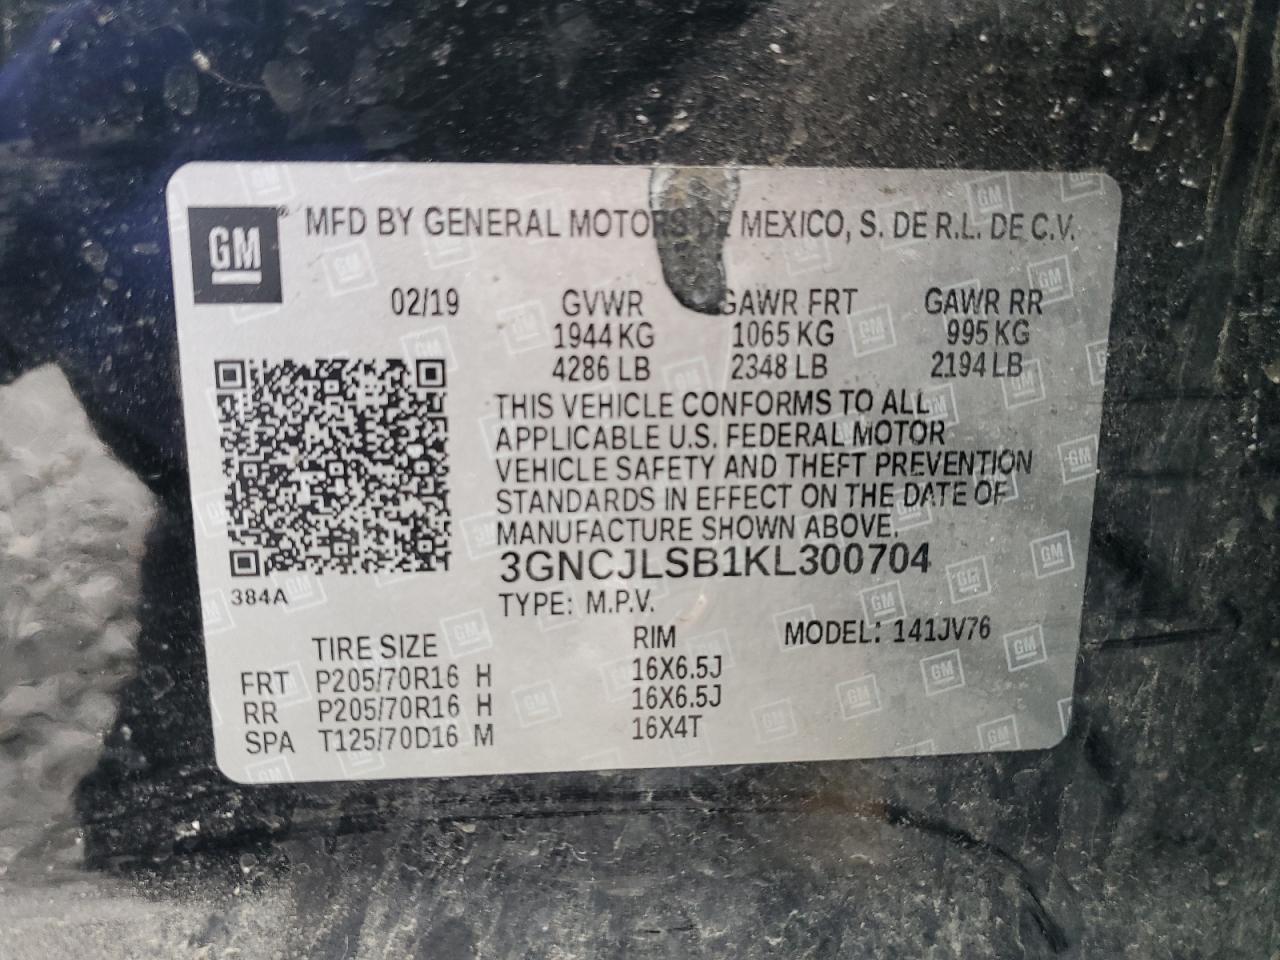 GM® MFD BY GENERAL MOTORS DE MEXICO, S. DE R.L. DE C.V.
02/19 GVWR GAWR FRT GAWR RR
1944 KG 1065 KG 995 KG
4286 LB 2348 LB 2194 LB
THIS VEHICLE CONFORMS TO ALL
APPLICABLE U.S. FEDERAL MOTOR
VEHICLE SAFETY AND THEFT PREVENTION
STANDARDS IN EFFECT ON THE DATE OF
MANUFACTURE SHOWN ABOVE.
3GNCJLSB1KL300704
384A
TYPE: M.P.V.
TIRE SIZE RIM MODEL: 141JV76
FRT P205/70R16 H 16X6.5J
RR P205/70R16 H 16X6.5J
SPA T125/70D16 M 16X4T